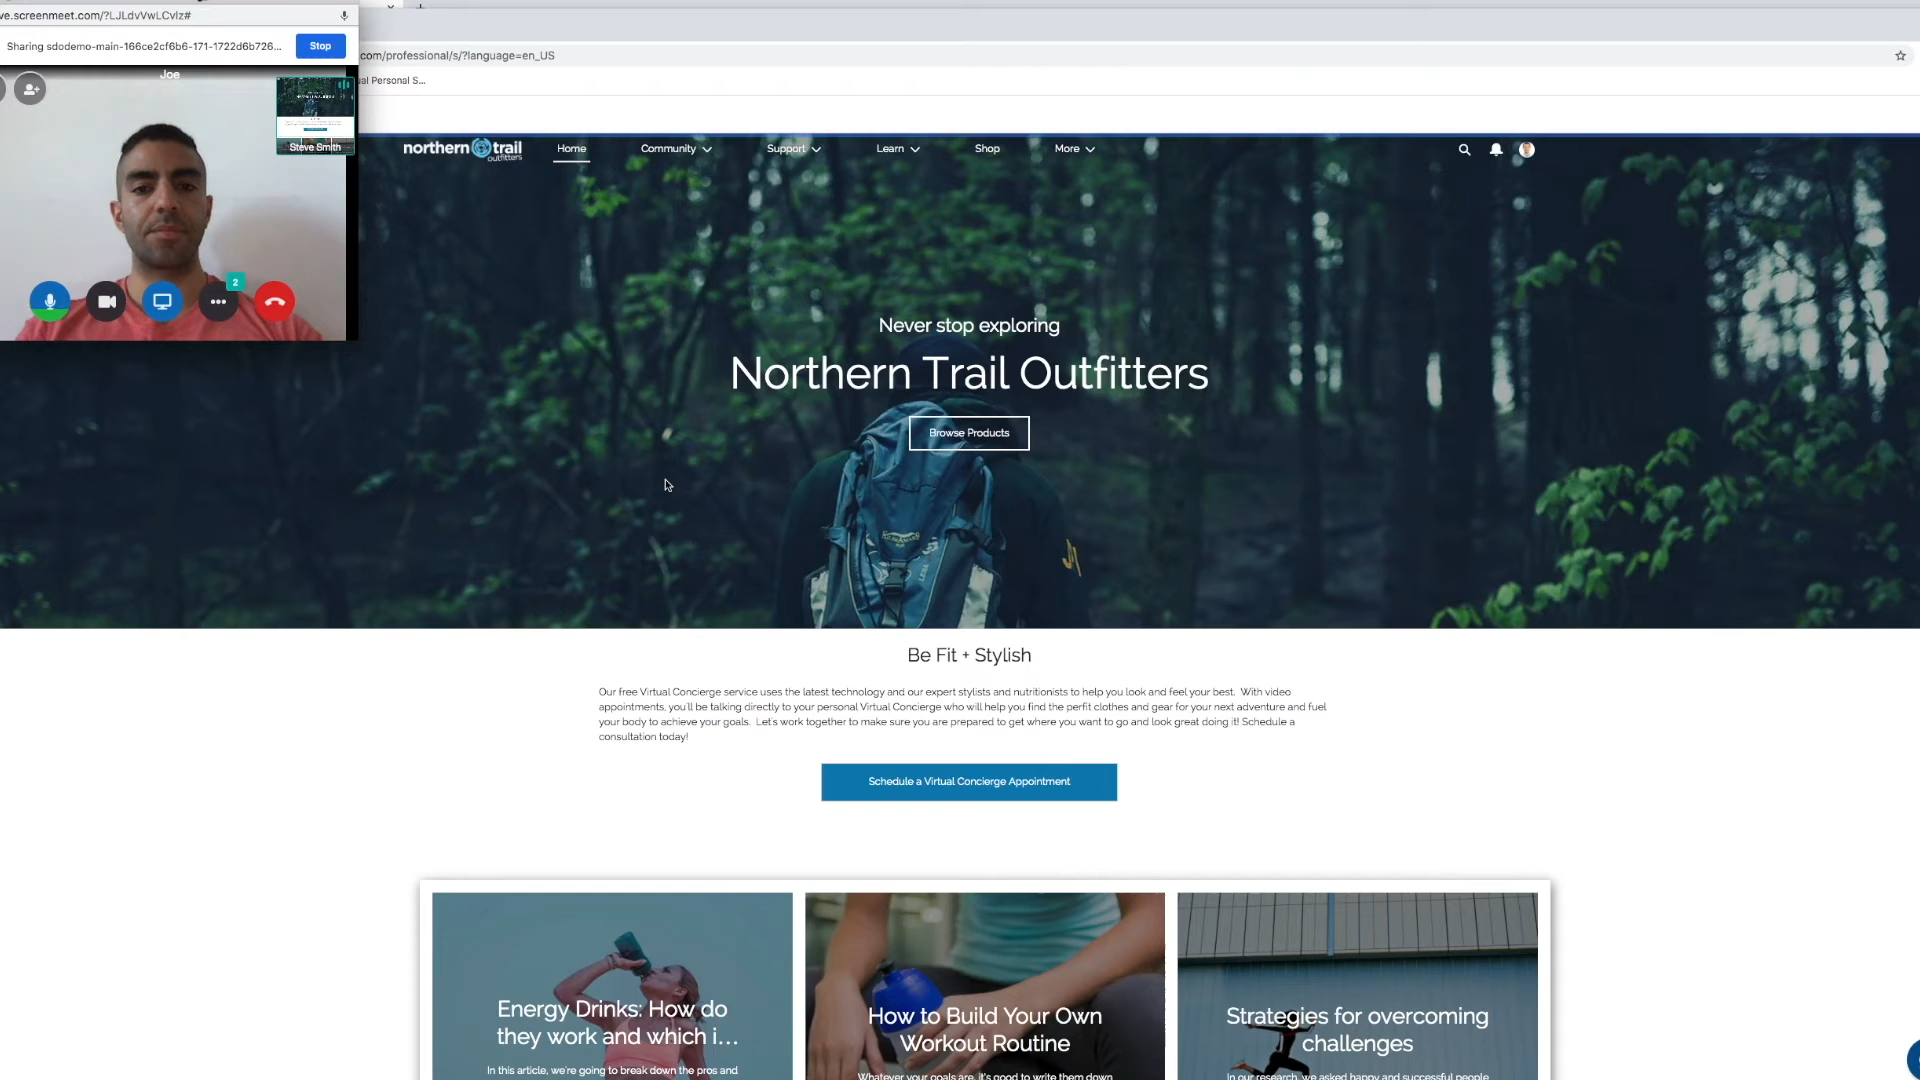 ve.screenmeet.com/?LJLdvVwLCvIz#
Sharing sdodemo-main-166ce2cf6b6-171-1722d6b726...
Stop
Joe
Steve Smith
2
com/professional/s/?language=en_US
ual Personal S...
northern trail
outfitters
Home
Community
Support
Learn
Shop
More
Never stop exploring
Northern Trail Outfitters
Browse Products
Be Fit + Stylish
Our free Virtual Concierge service uses the latest technology and our expert stylists and nutritionists to help you look and feel your best. With video
appointments, you'll be talking directly to your personal Virtual Concierge who will help you find the perfit clothes and gear for your next adventure and fuel
your body to achieve your goals. Let's work together to make sure you are prepared to get where you want to go and look great doing it! Schedule a
consultation today!
Schedule a Virtual Concierge Appointment
Energy Drinks: How do
they work and which i...
In this article, we're going to break down the pros and
How to Build Your Own
Workout Routine
Whatever your goals are, it's good to write them down
Strategies for overcoming
challenges
In our research, we asked happy and successful people